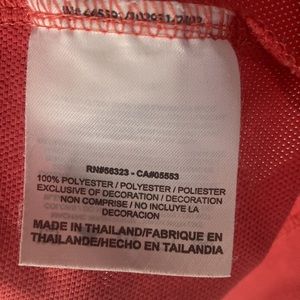 RN#56323 - CA#05553
100% POLYESTER / POLYESTER / POLIESTER
EXCLUSIVE OF DECORATION / DECORATION
NON COMPRISE / NO INCLUYE LA
DECORACION
MADE IN THAILAND/FABRIQUE EN
THAILANDE/HECHO EN TAILANDIA